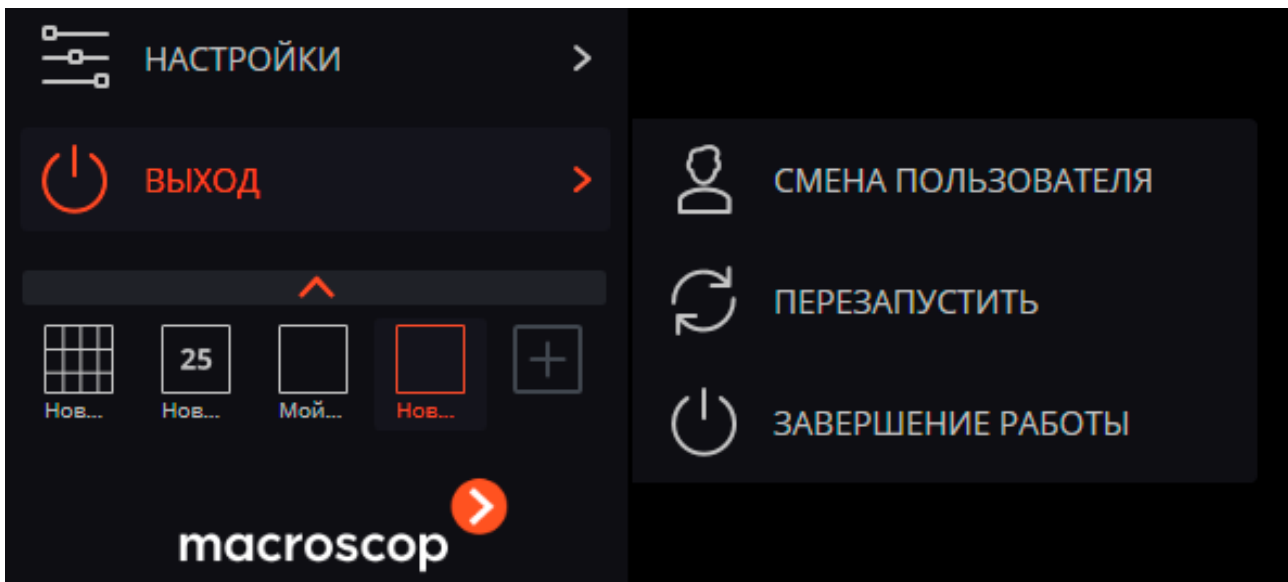 НАСТРОЙКИ
ВЫХОД
25
Нов...
Нов...
Мой...
Нов...
macroscop
СМЕНА ПОЛЬЗОВАТЕЛЯ
ПЕРЕЗАПУСТИТЬ
ЗАВЕРШЕНИЕ РАБОТЫ